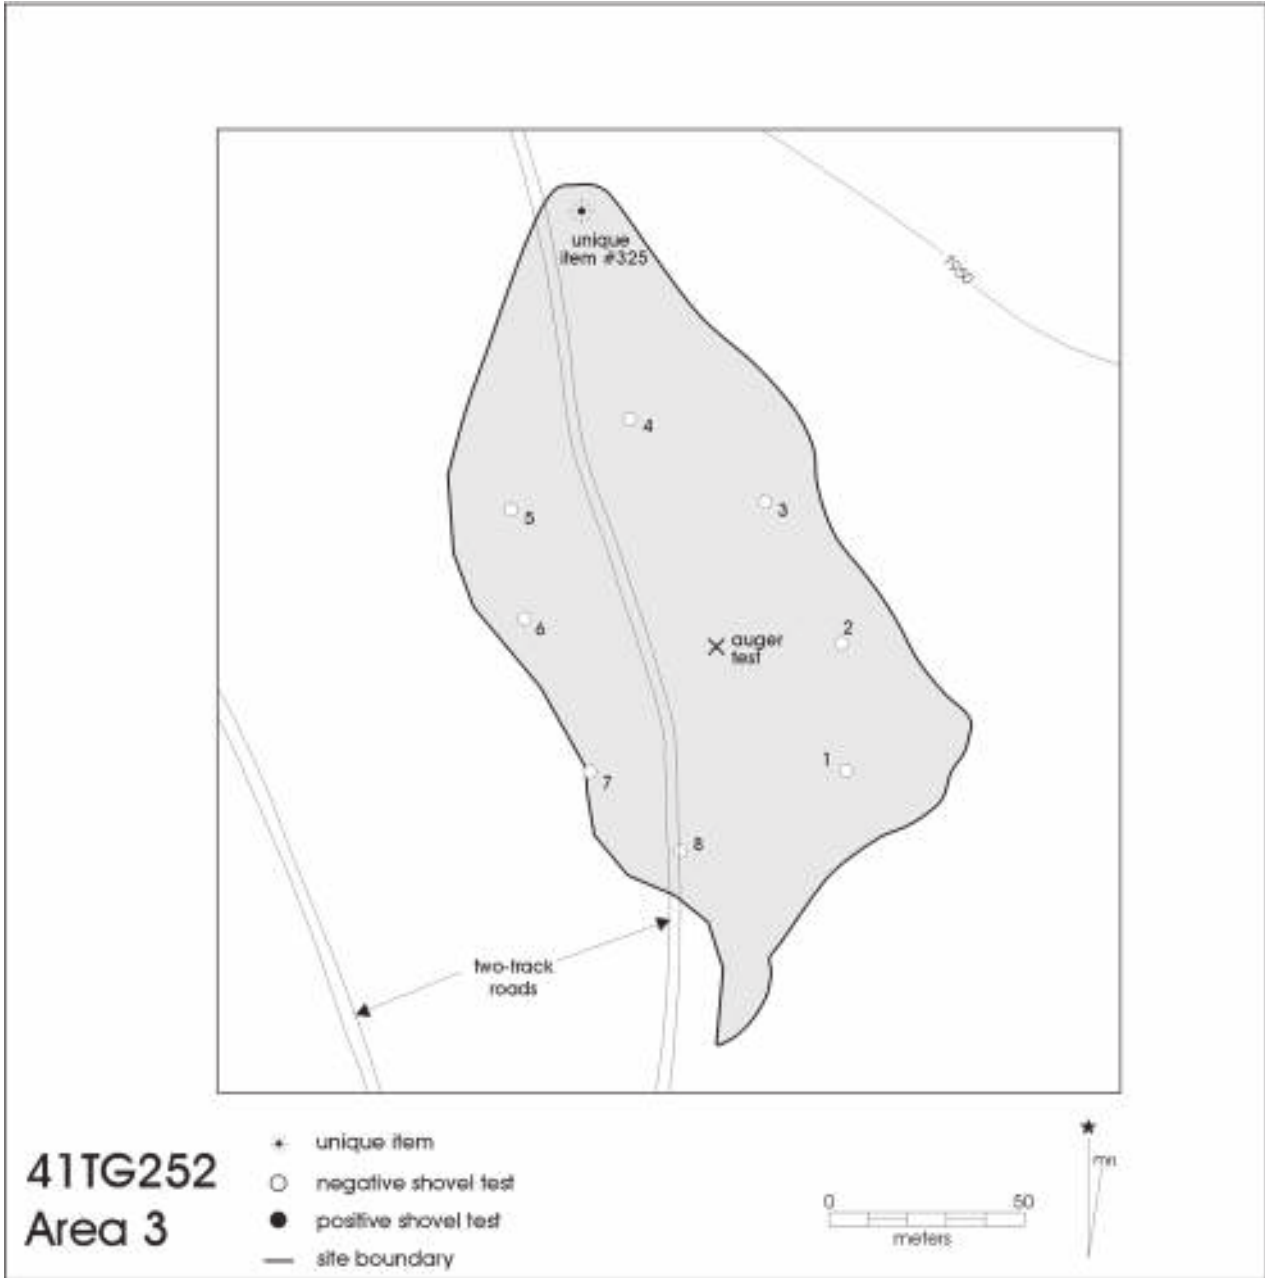 unique
item #325
1950
4
3
5
6
2
auger
test
1
7
8
two-track
roads
41TG252
Area 3
unique item
negative shovel test
positive shovel test
site boundary
0 50
meters
mn